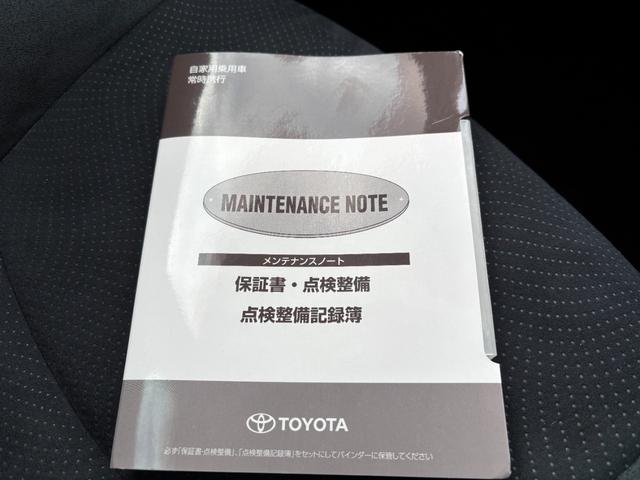 自家用乗用車
常時携行
MAINTENANCE NOTE
メンテナンスノート
保証書・点検整備
点検整備記録簿
TOYOTA
必ず「保証書・点検整備」、「点検整備記録簿」をセットにしてバインダーに保管してください